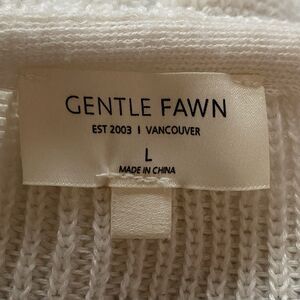 GENTLE FAWN
EST 2003 | VANCOUVER
L
MADE IN CHINA